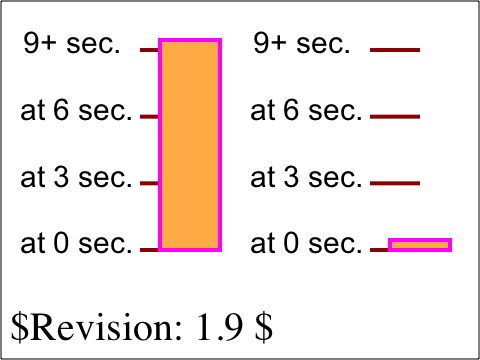 9+ sec. 9+ sec.
at 6 sec. at 6 sec.
at 3 sec. at 3 sec.
at 0 sec. at 0 sec.
$Revision: 1.9 $